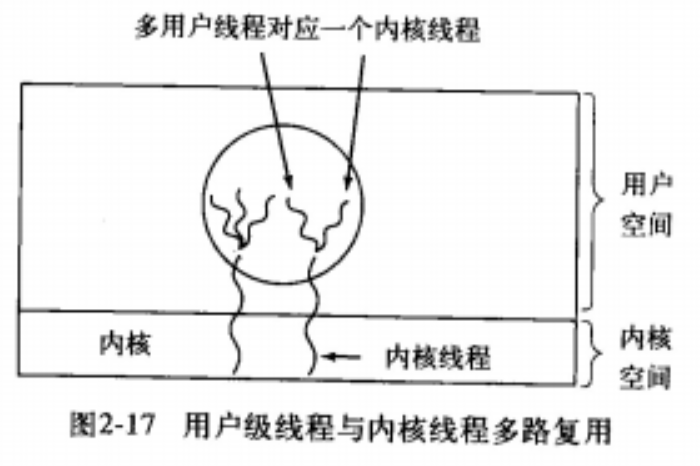 多用户线程对应一个内核线程
用户
空间
内核
内核线程
内核
空间
图2-17 用户级线程与内核线程多路复用